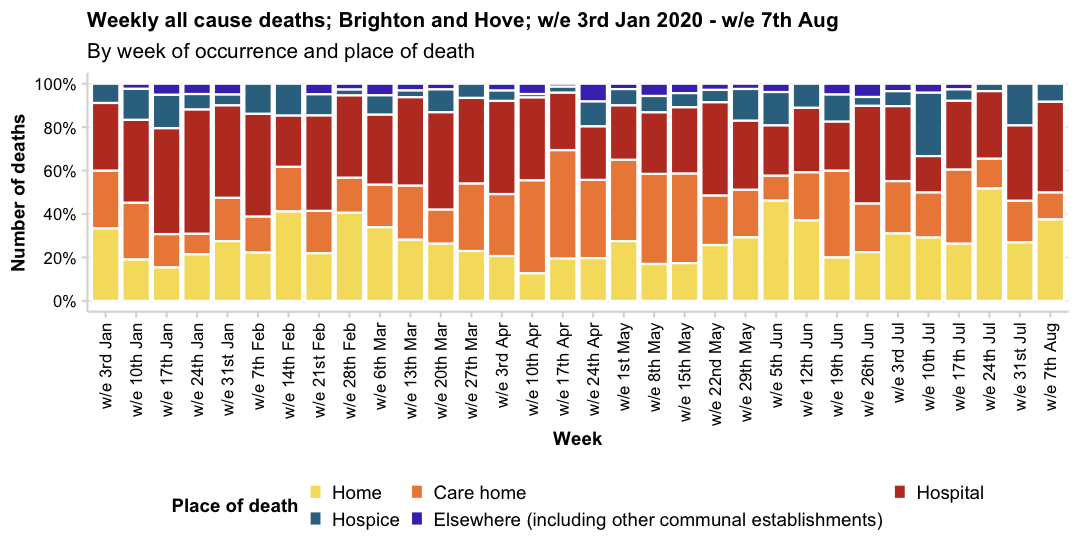 Weekly all cause deaths; Brighton and Hove; w/e 3rd Jan 2020 - w/e 7th Aug
By week of occurrence and place of death
Number of deaths
100%
80%
60%
40%
20%
0%
w/e 3rd Jan
w/e 10th Jan
w/e 17th Jan
w/e 24th Jan
w/e 31st Jan
w/e 7th Feb
w/e 14th Feb
w/e 21st Feb
w/e 28th Feb
w/e 6th Mar
w/e 13th Mar
w/e 20th Mar
w/e 27th Mar
w/e 3rd Apr
w/e 10th Apr
w/e 17th Apr
w/e 24th Apr
w/e 1st May
w/e 8th May
w/e 15th May
w/e 22nd May
w/e 29th May
w/e 5th Jun
w/e 12th Jun
w/e 19th Jun
w/e 26th Jun
w/e 3rd Jul
w/e 10th Jul
w/e 17th Jul
w/e 24th Jul
w/e 31st Jul
w/e 7th Aug
Week
Place of death
Home
Care home
Hospital
Hospice
Elsewhere (including other communal establishments)